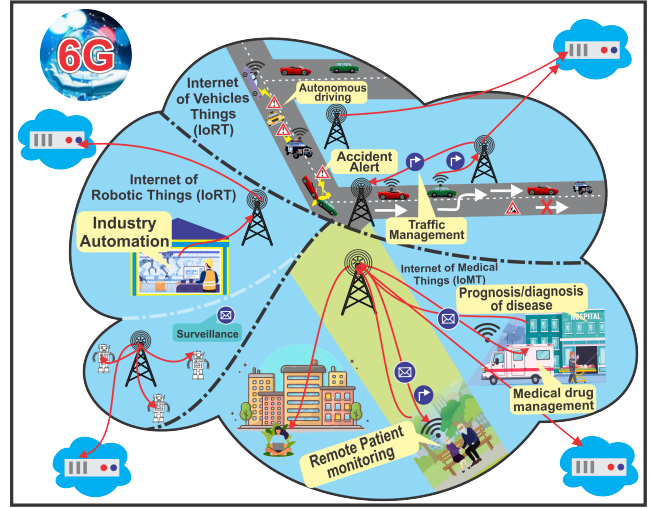 6G
Internet
of Vehicles
Things
(IoRT)
Autonomous
driving
Accident
Alert
Internet of
Robotic Things (IoRT)
Industry
Automation
Traffic
Management
Internet of Medical
Things (IoMT)
Prognosis/diagnosis
of disease
HOSPITAL
Surveillance
Medical drug
management
Remote Patient
monitoring